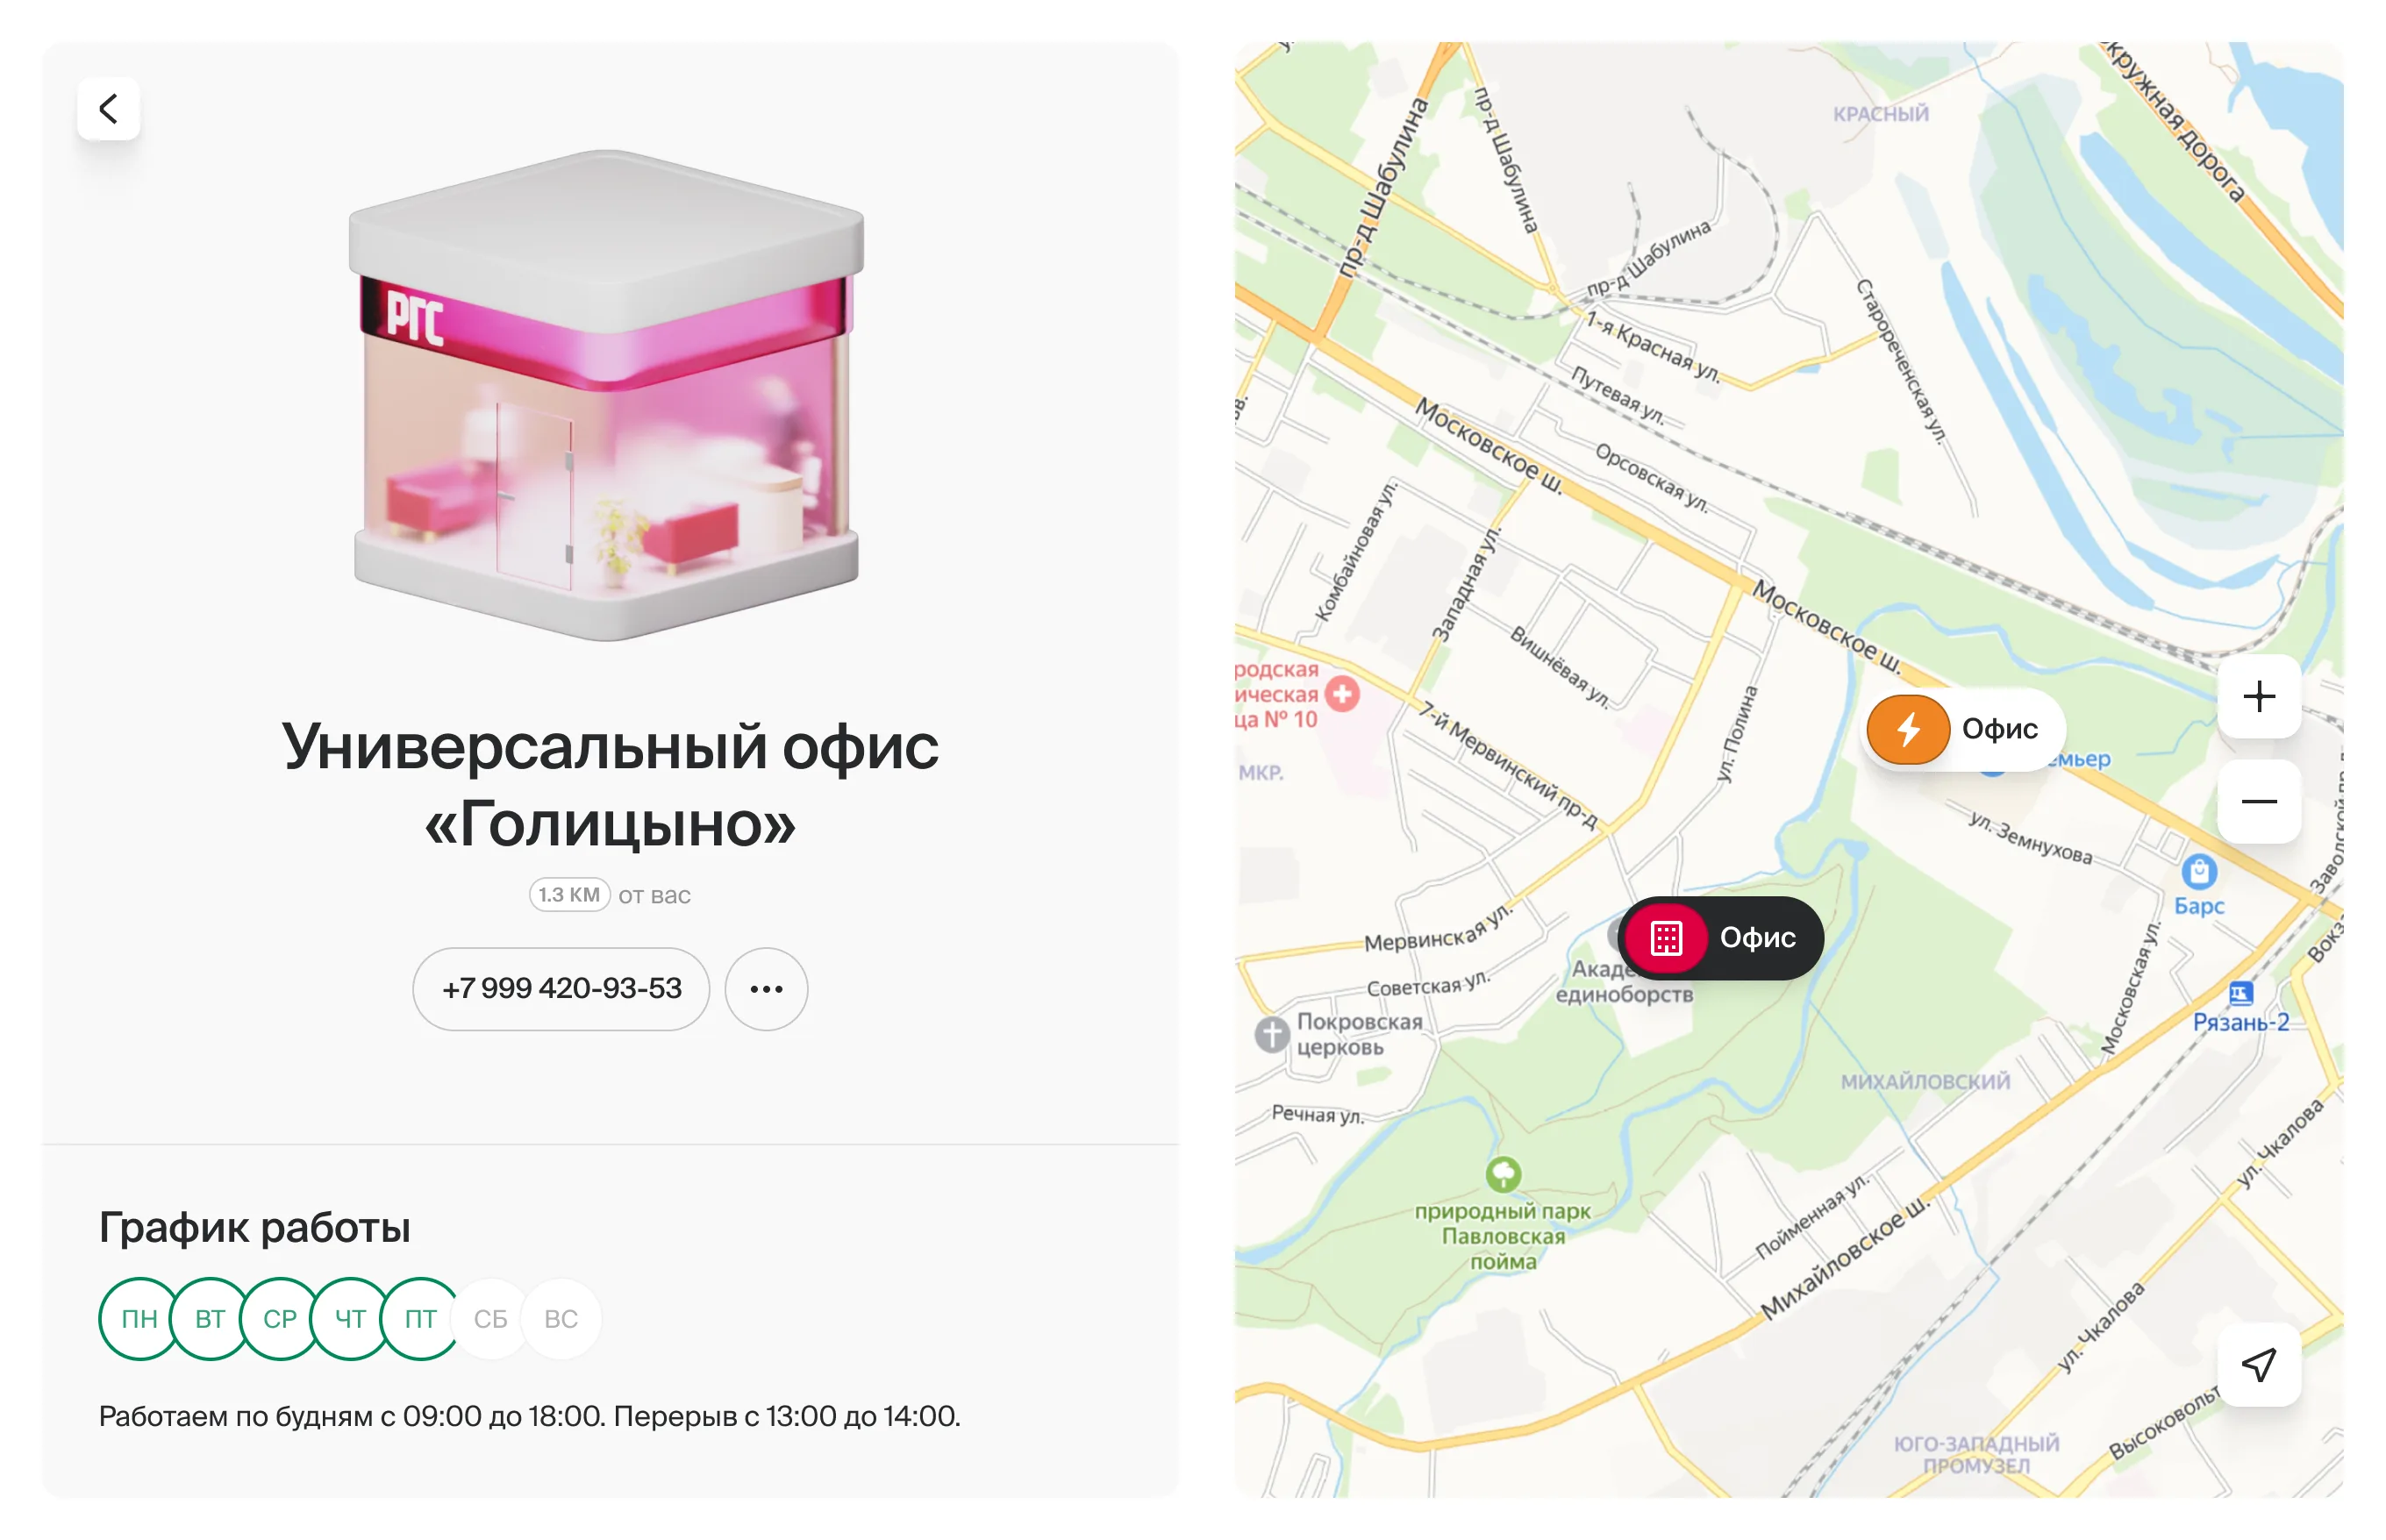 РГС
Универсальный офис
«Голицыно»
1.3 КМ от вас
+7 999 420-93-53
График работы
ПН ВТ СР ЧТ ПТ СБ ВС
Работаем по будням с 09:00 до 18:00. Перерыв с 13:00 до 14:00.
КРАСНЫЙ
кружная дорога
пр-д Шабулина
пр-д Шабулина
пр-д Шабулина
1-я Красная ул.
Старореченская ул.
Путевая ул.
Московское ш.
Орсовская ул.
Комбайновая ул.
Западная ул.
Московское ш.
Вишнёвая ул.
родская
ическая
ца № 10
7-й Мервинский пр-д
ул. Полина
Офис
емьер
МКР.
ул. Земнухова
Барс
Мервинская ул.
Офис
Акаде
единоборств
Советская ул.
Покровская
церковь
Московская ул.
Рязань-2
МИХАЙЛОВСКИЙ
Речная ул.
природный парк
Павловская
пойма
Пойменная ул.
Михайловское ш.
ул. Чкалова
ул. Чкалова
Высоковольт
ЮГО-ЗАПАДНЫЙ
ПРОМУЗЕЛ